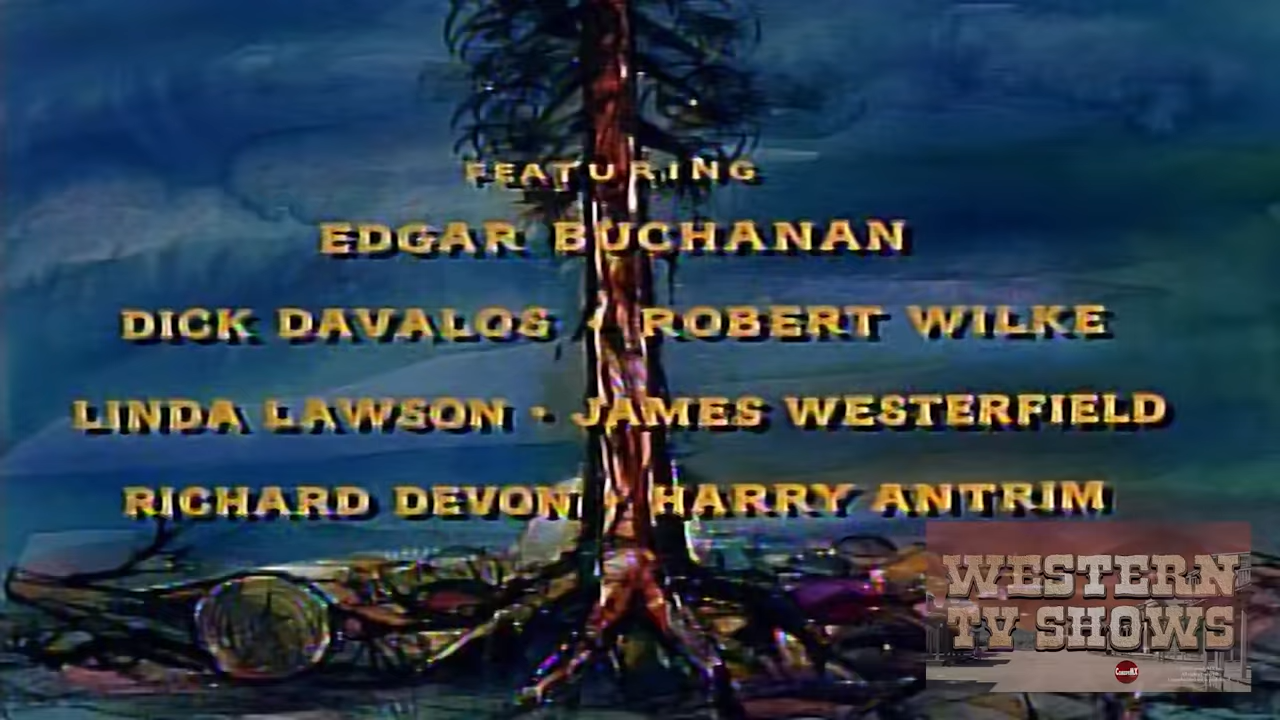 FEATURING
EDGAR BUCHANAN
DICK DAVALOS · ROBERT WILKE
LINDA LAWSON · JAMES WESTERFIELD
RICHARD DEVON · HARRY ANTRIM
WESTERN
TV SHOWS